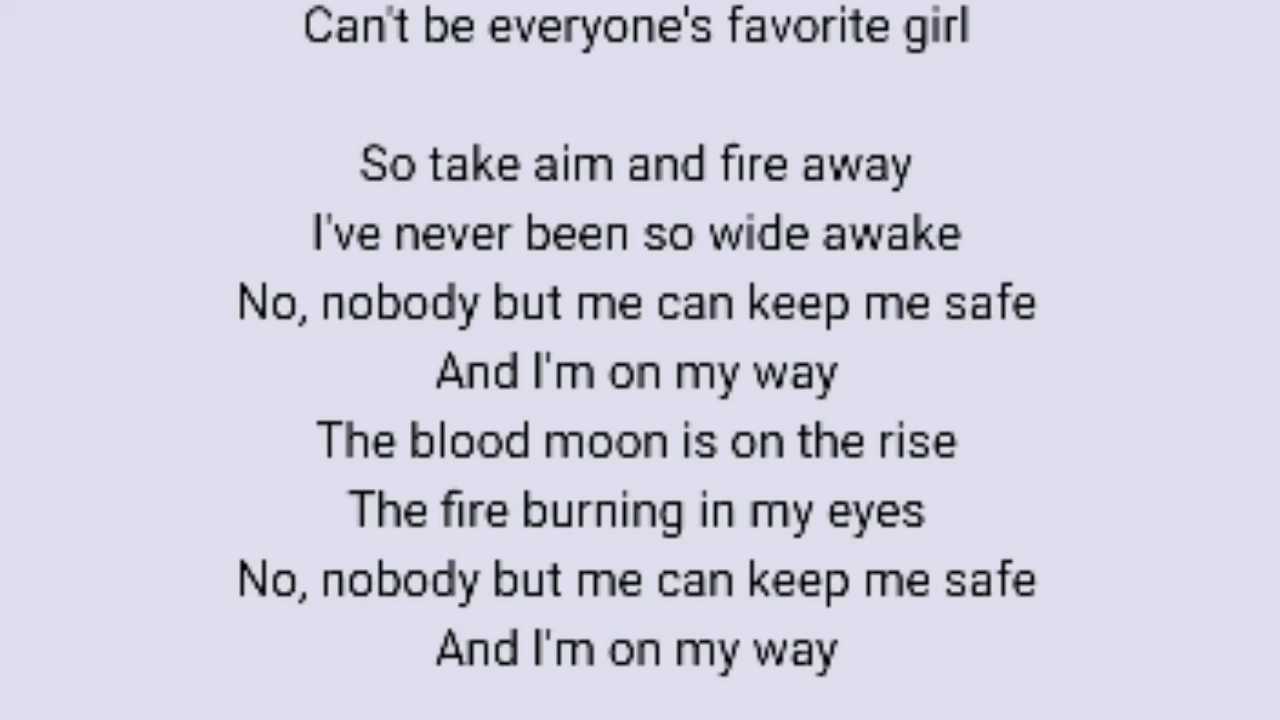 Can't be everyone's favorite girl
So take aim and fire away
I've never been so wide awake
No, nobody but me can keep me safe
And I'm on my way
The blood moon is on the rise
The fire burning in my eyes
No, nobody but me can keep me safe
And I'm on my way